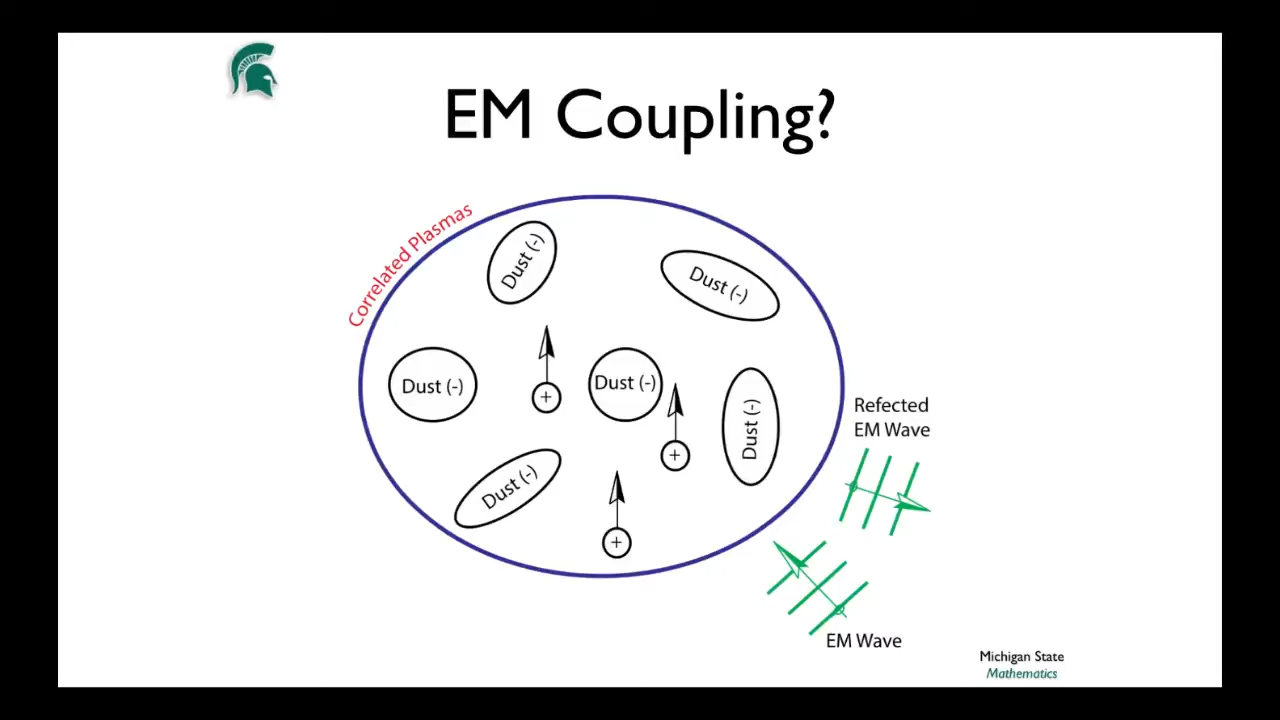 EM Coupling?
Correlated Plasmas
Dust (-)
Dust (-)
Dust (-)
+
Dust (-)
+
Dust (-)
Dust (-)
+
Refected
EM Wave
EM Wave
Michigan State
Mathematics